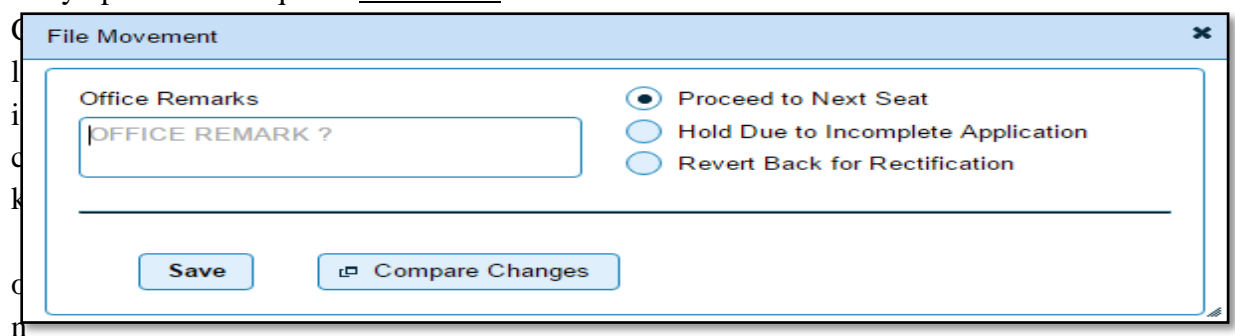 File Movement
Office Remarks
OFFICE REMARK ?
Proceed to Next Seat
Hold Due to Incomplete Application
Revert Back for Rectification
Save
Compare Changes